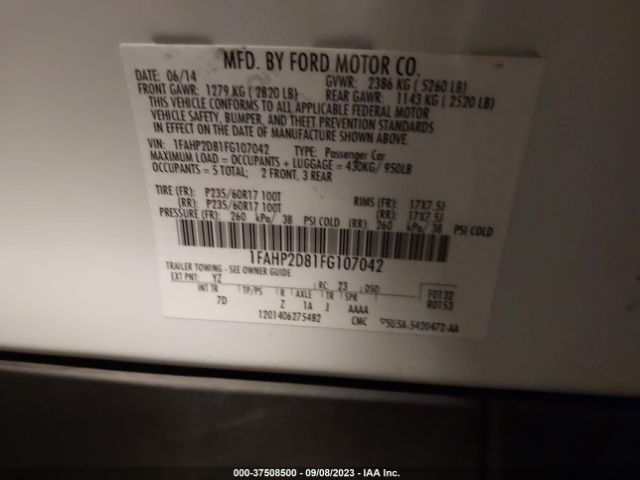 MFD. BY FORD MOTOR CO.
DATE: 06/14 GVWR: 2386 KG ( 5260 LB)
FRONT GAWR: 1279 KG ( 2820 LB) REAR GAWR: 1143 KG ( 2520 LB)
THIS VEHICLE CONFORMS TO ALL APPLICABLE FEDERAL MOTOR
VEHICLE SAFETY, BUMPER, AND THEFT PREVENTION STANDARDS
IN EFFECT ON THE DATE OF MANUFACTURE SHOWN ABOVE.
VIN: 1FAHP2D81FG107042 TYPE: Passenger Car
MAXIMUM LOAD = OCCUPANTS + LUGGAGE = 430KG/ 950LB
OCCUPANTS = 5 TOTAL; 2 FRONT, 3 REAR
TIRE (FR): P235/60R17 100T RIMS (FR): 17X7.5J
(RR): P235/60R17 100T (RR): 17X7.5J
PRESSURE (FR): 260 kPa/ 38 PSI COLD (RR): 260 kPa/ 38 PSI COLD
1FAHP2D81FG107042
TRAILER TOWING - SEE OWNER GUIDE
EXT PNT: YZ RC: 23 DSO: F0132
INT TR TP/PS R AXLE TR SPR R0153
7D Z 1A J AAAA
1201406275482 CMC 5U5A-5420472-AA
000-37508500 - 09/08/2023 - IAA Inc.